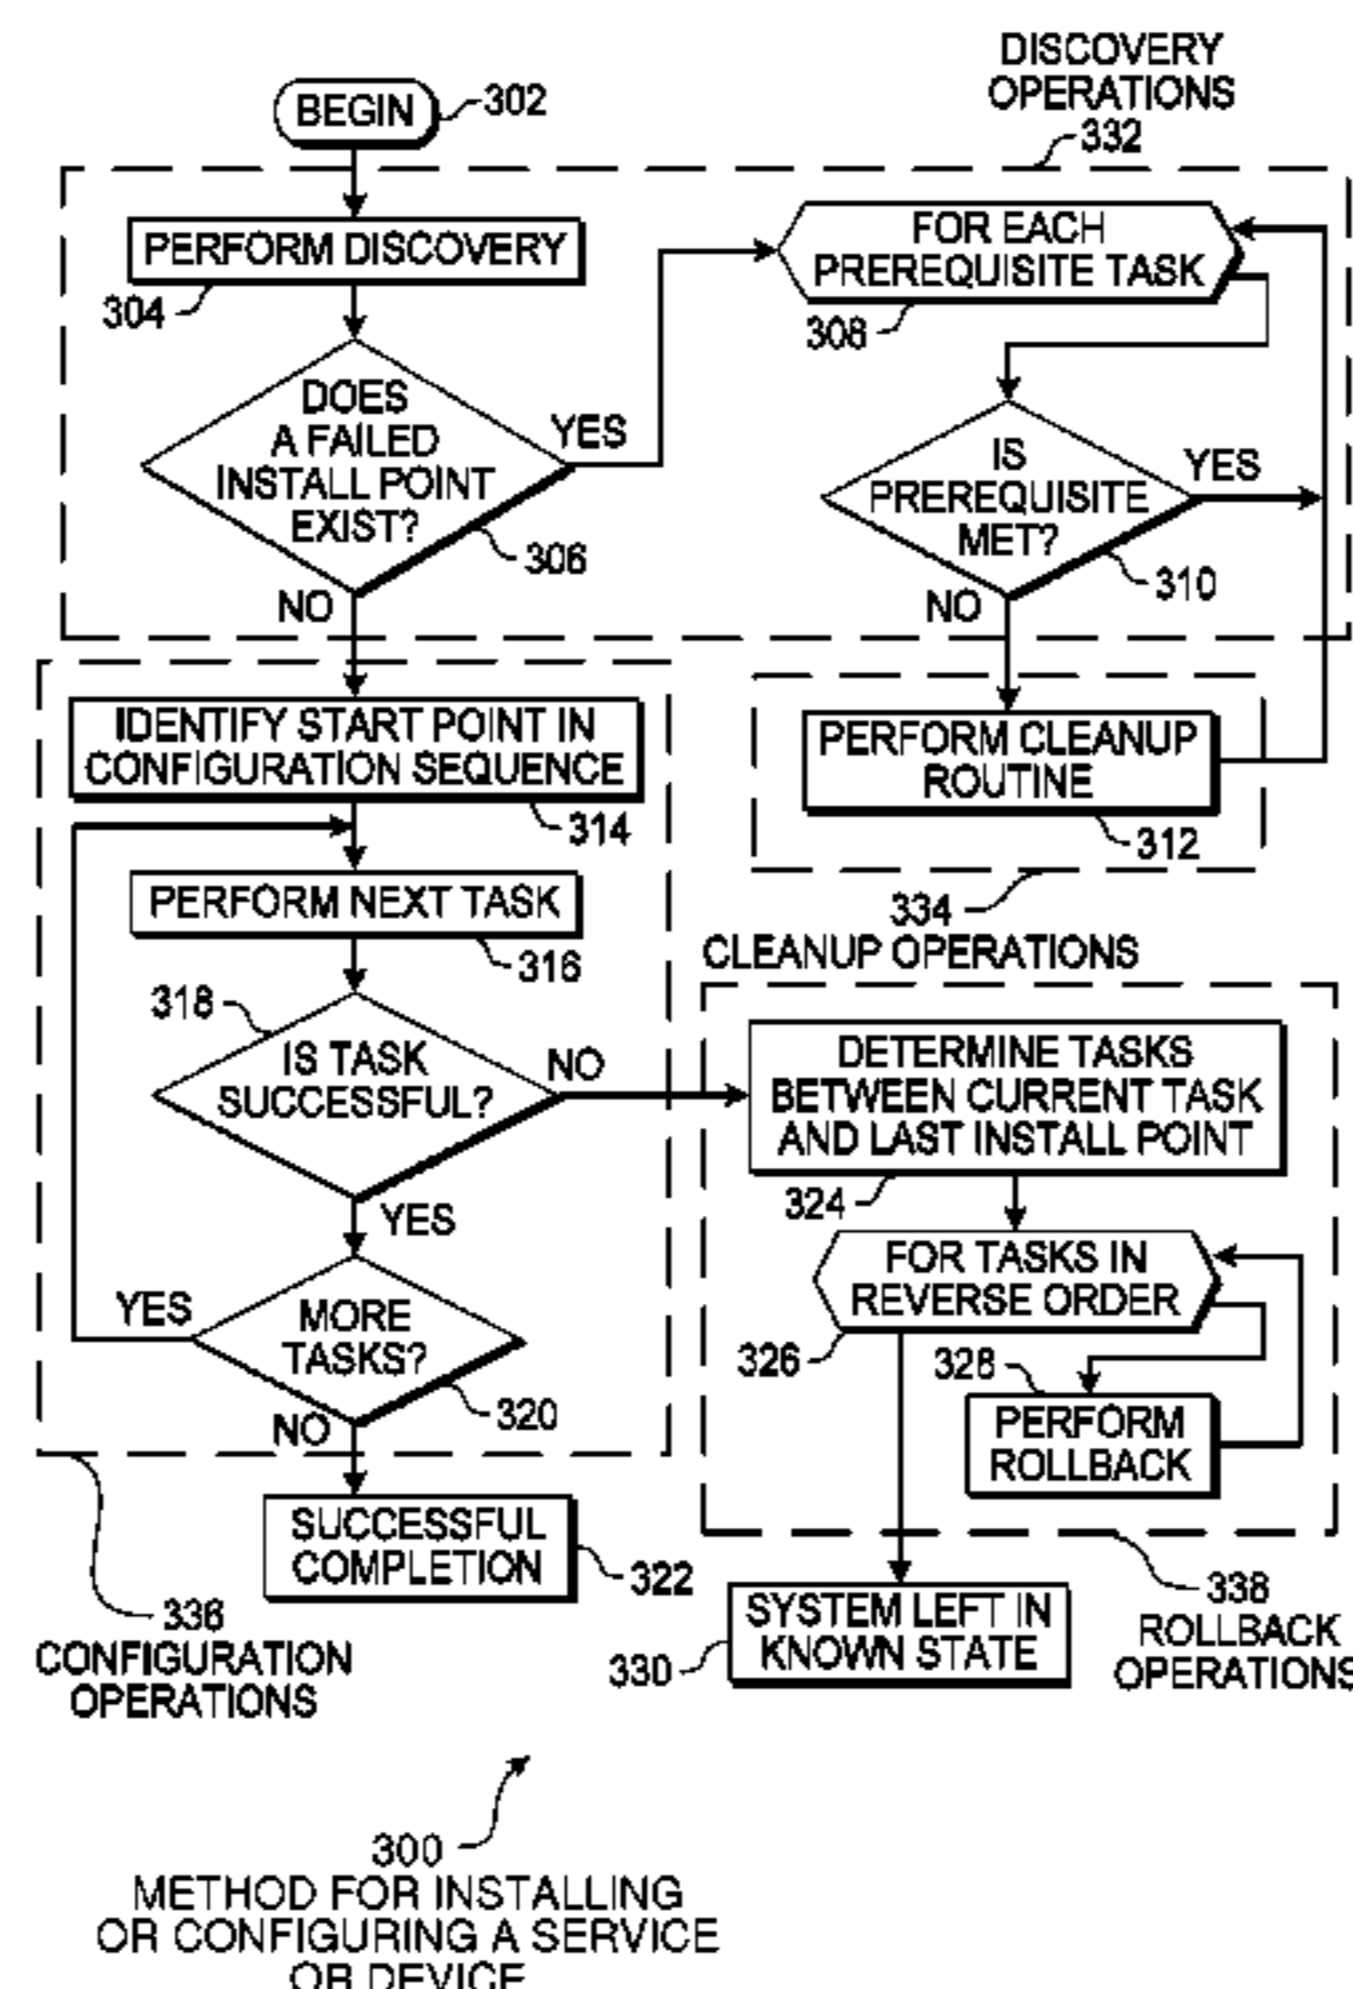 DISCOVERY
OPERATIONS
332
BEGIN
302
PERFORM DISCOVERY
304
FOR EACH
PREREQUISITE TASK
308
DOES
A FAILED
INSTALL POINT
EXIST?
YES
306
NO
IS
PREREQUISITE
MET?
YES
310
NO
IDENTIFY START POINT IN
CONFIGURATION SEQUENCE
314
PERFORM CLEANUP
ROUTINE
312
334
CLEANUP OPERATIONS
PERFORM NEXT TASK
316
318
IS TASK
SUCCESSFUL?
NO
YES
DETERMINE TASKS
BETWEEN CURRENT TASK
AND LAST INSTALL POINT
324
FOR TASKS IN
REVERSE ORDER
326
328
PERFORM
ROLLBACK
YES
MORE
TASKS?
320
NO
SUCCESSFUL
COMPLETION
322
336
CONFIGURATION
OPERATIONS
SYSTEM LEFT IN
KNOWN STATE
330
338
ROLLBACK
OPERATIONS
300
METHOD FOR INSTALLING
OR CONFIGURING A SERVICE
OR DEVICE